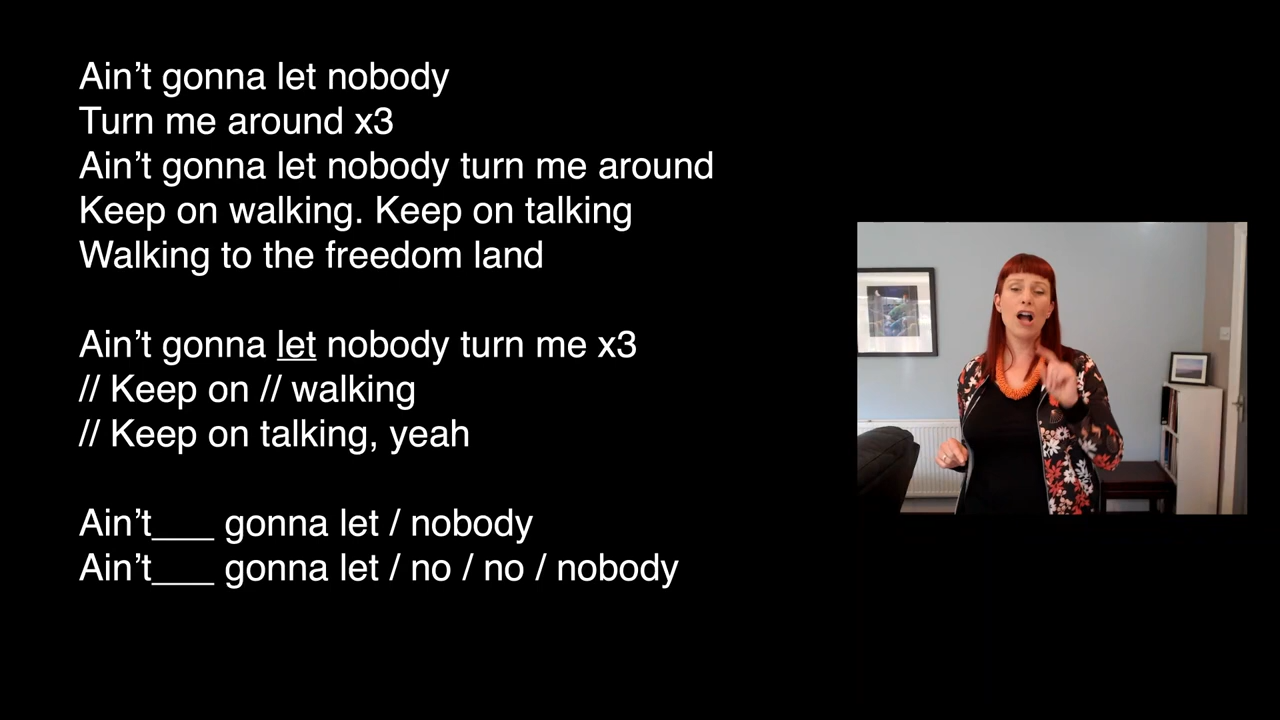 Ain’t gonna let nobody
Turn me around x3
Ain’t gonna let nobody turn me around
Keep on walking. Keep on talking
Walking to the freedom land
Ain’t gonna let nobody turn me x3
// Keep on // walking
// Keep on talking, yeah
Ain’t___ gonna let / nobody
Ain’t___ gonna let / no / no / nobody